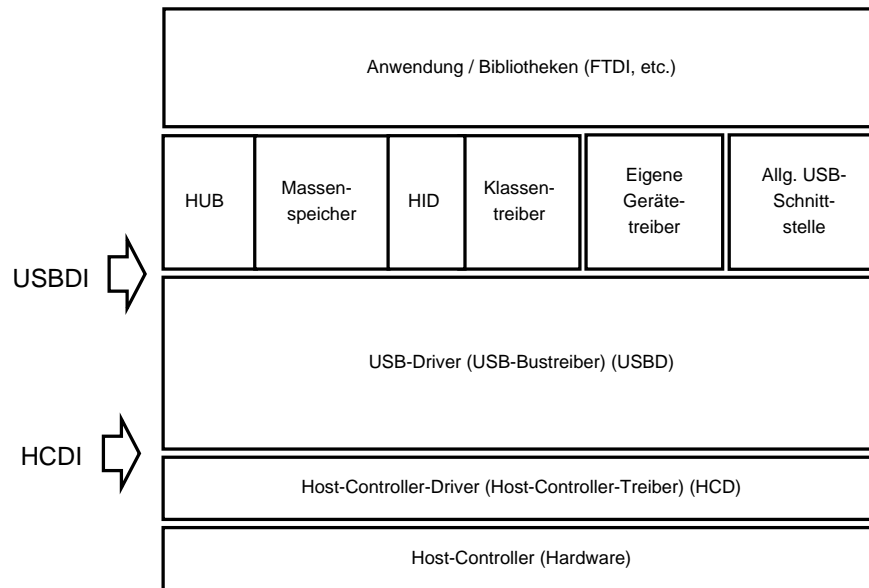 Anwendung / Bibliotheken (FTDI, etc.)
HUB
Massen-
speicher
HID
Klassen-
treiber
Eigene
Geräte-
treiber
Allg. USB-
Schnitt-
stelle
USBDI
USB-Driver (USB-Bustreiber) (USBD)
HCDI
Host-Controller-Driver (Host-Controller-Treiber) (HCD)
Host-Controller (Hardware)